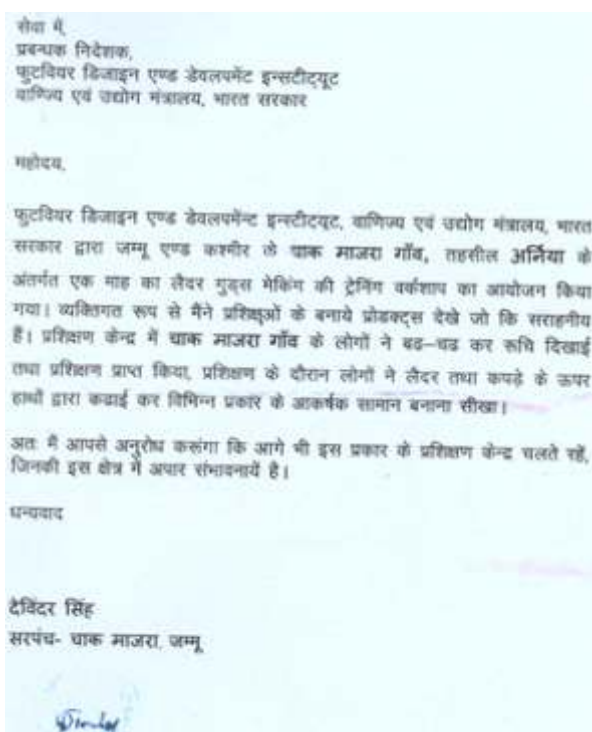 सेवा में,
प्रबन्धक निदेशक,
फुटवियर डिजाइन एण्ड डेवलपमेंट इन्सटीट्यूट
वाणिज्य एवं उद्योग मंत्रालय, भारत सरकार
महोदय,
फुटवियर डिजाइन एण्ड डेवलपमेंन्ट इन्सटीटयूट, वाणिज्य एवं उद्योग मंत्रालय, भारत
सरकार द्वारा जम्मू एण्ड कश्मीर के चाक माजरा गाँव, तहसील अर्निया के
अंतर्गत एक माह का लैदर गुड्स मेकिंग की ट्रेनिंग वर्कशाप का आयोजन किया
गया। व्यक्तिगत रूप से मैंने प्रशिक्षुओं के बनाये प्रोडक्ट्स देखे जो कि सराहनीय
हैं। प्रशिक्षण केन्द्र में चाक माजरा गाँव के लोगों ने बढ–चढ कर रूचि दिखाई
तथा प्रशिक्षण प्राप्त किया, प्रशिक्षण के दौरान लोगों ने लैदर तथा कपड़े के ऊपर
हाथों द्वारा कढाई कर विभिन्न प्रकार के आकर्षक सामान बनाना सीखा।
अतः मैं आपसे अनुरोध करूंगा कि आगे भी इस प्रकार के प्रशिक्षण केन्द्र चलते रहें,
जिनकी इस क्षेत्र में अपार संभावनायें है।
धन्यवाद
देविंदर सिंह
सरपंच- चाक माजरा, जम्मू